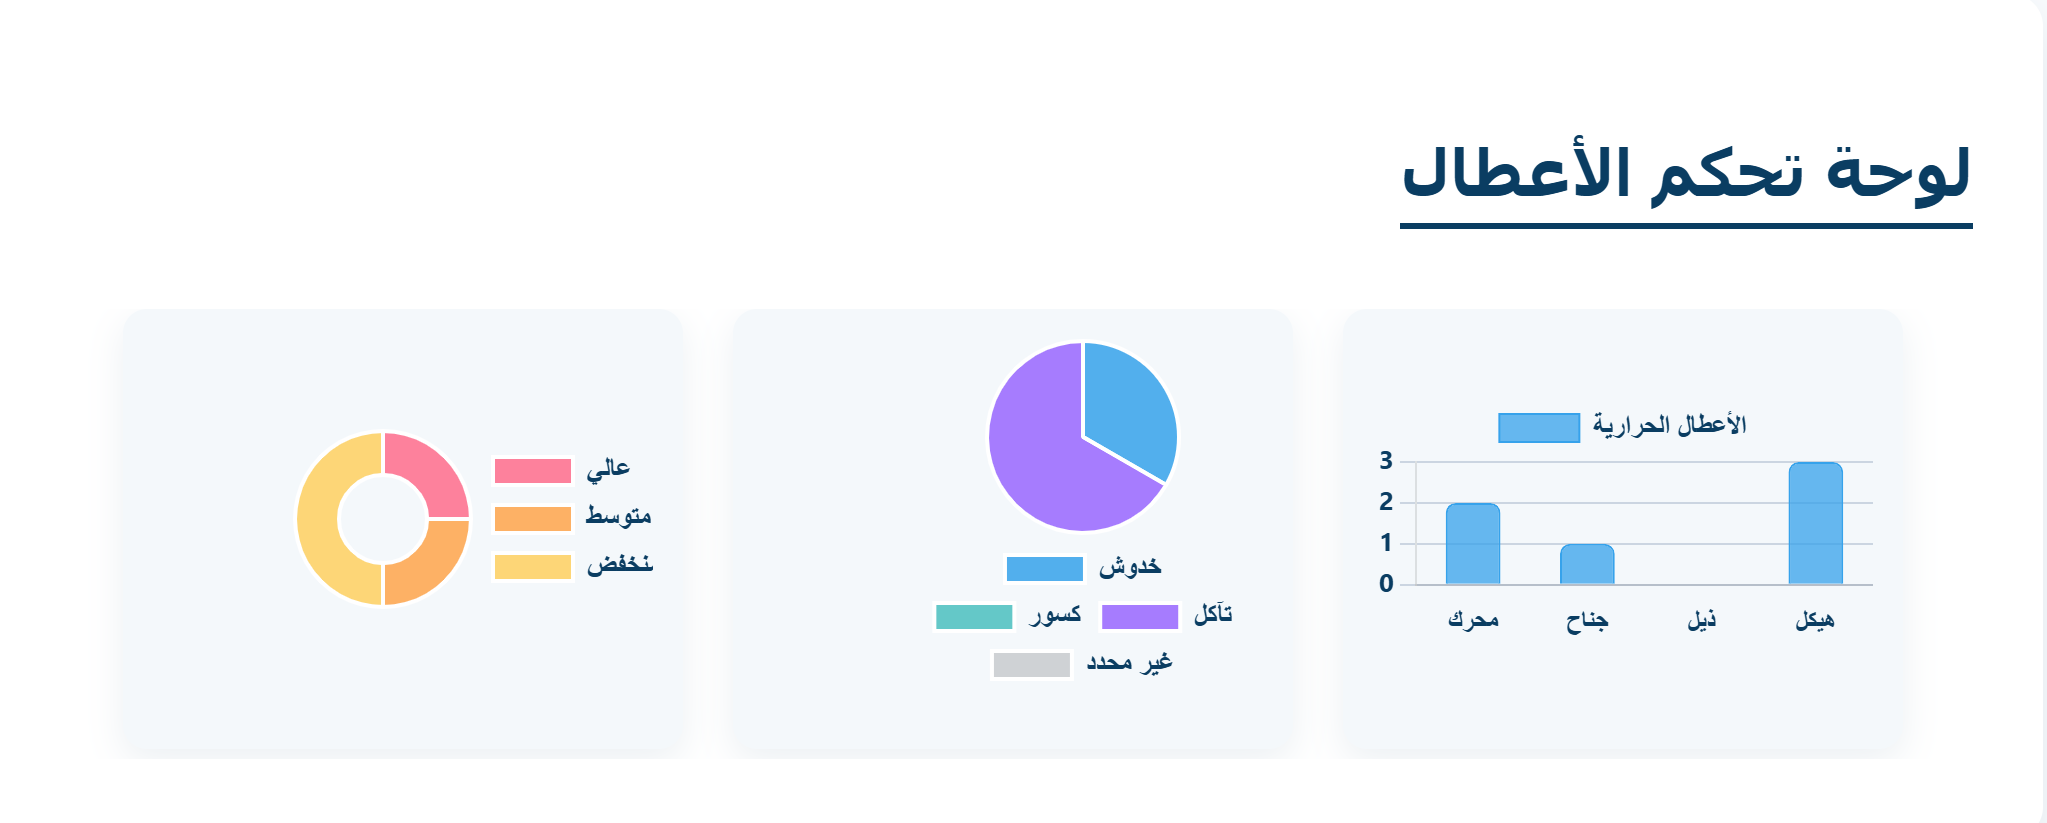 لوحة تحكم الأعطال
الأعطال الحرارية
3
2
1
0
محرك جناح ذيل هيكل
خدوش
تآكل كسور
غير محدد
عالي
متوسط
نخفض